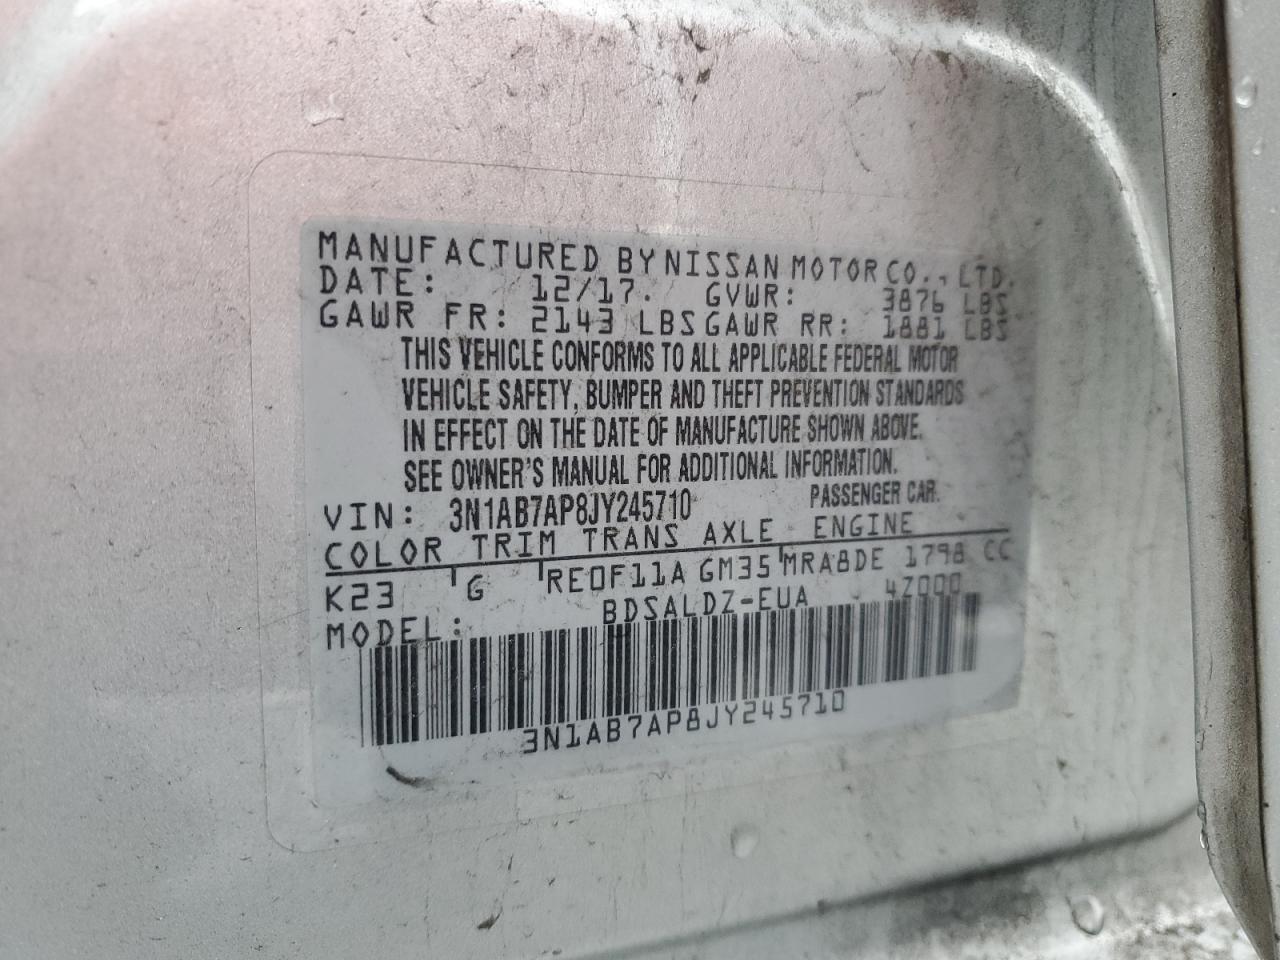 MANUFACTURED BY NISSAN MOTOR CO., LTD.
DATE: 12/17. GVWR: 3876 LBS
GAWR FR: 2143 LBS GAWR RR: 1881 LBS
THIS VEHICLE CONFORMS TO ALL APPLICABLE FEDERAL MOTOR
VEHICLE SAFETY, BUMPER AND THEFT PREVENTION STANDARDS
IN EFFECT ON THE DATE OF MANUFACTURE SHOWN ABOVE.
SEE OWNER'S MANUAL FOR ADDITIONAL INFORMATION.
VIN: 3N1AB7AP8JY245710 PASSENGER CAR.
COLOR TRIM TRANS AXLE ENGINE
K23 G RE0F11A GM35 MRA8DE 1798 CC
MODEL: BDSALDZ-EUA 4Z000
3N1AB7AP8JY245710